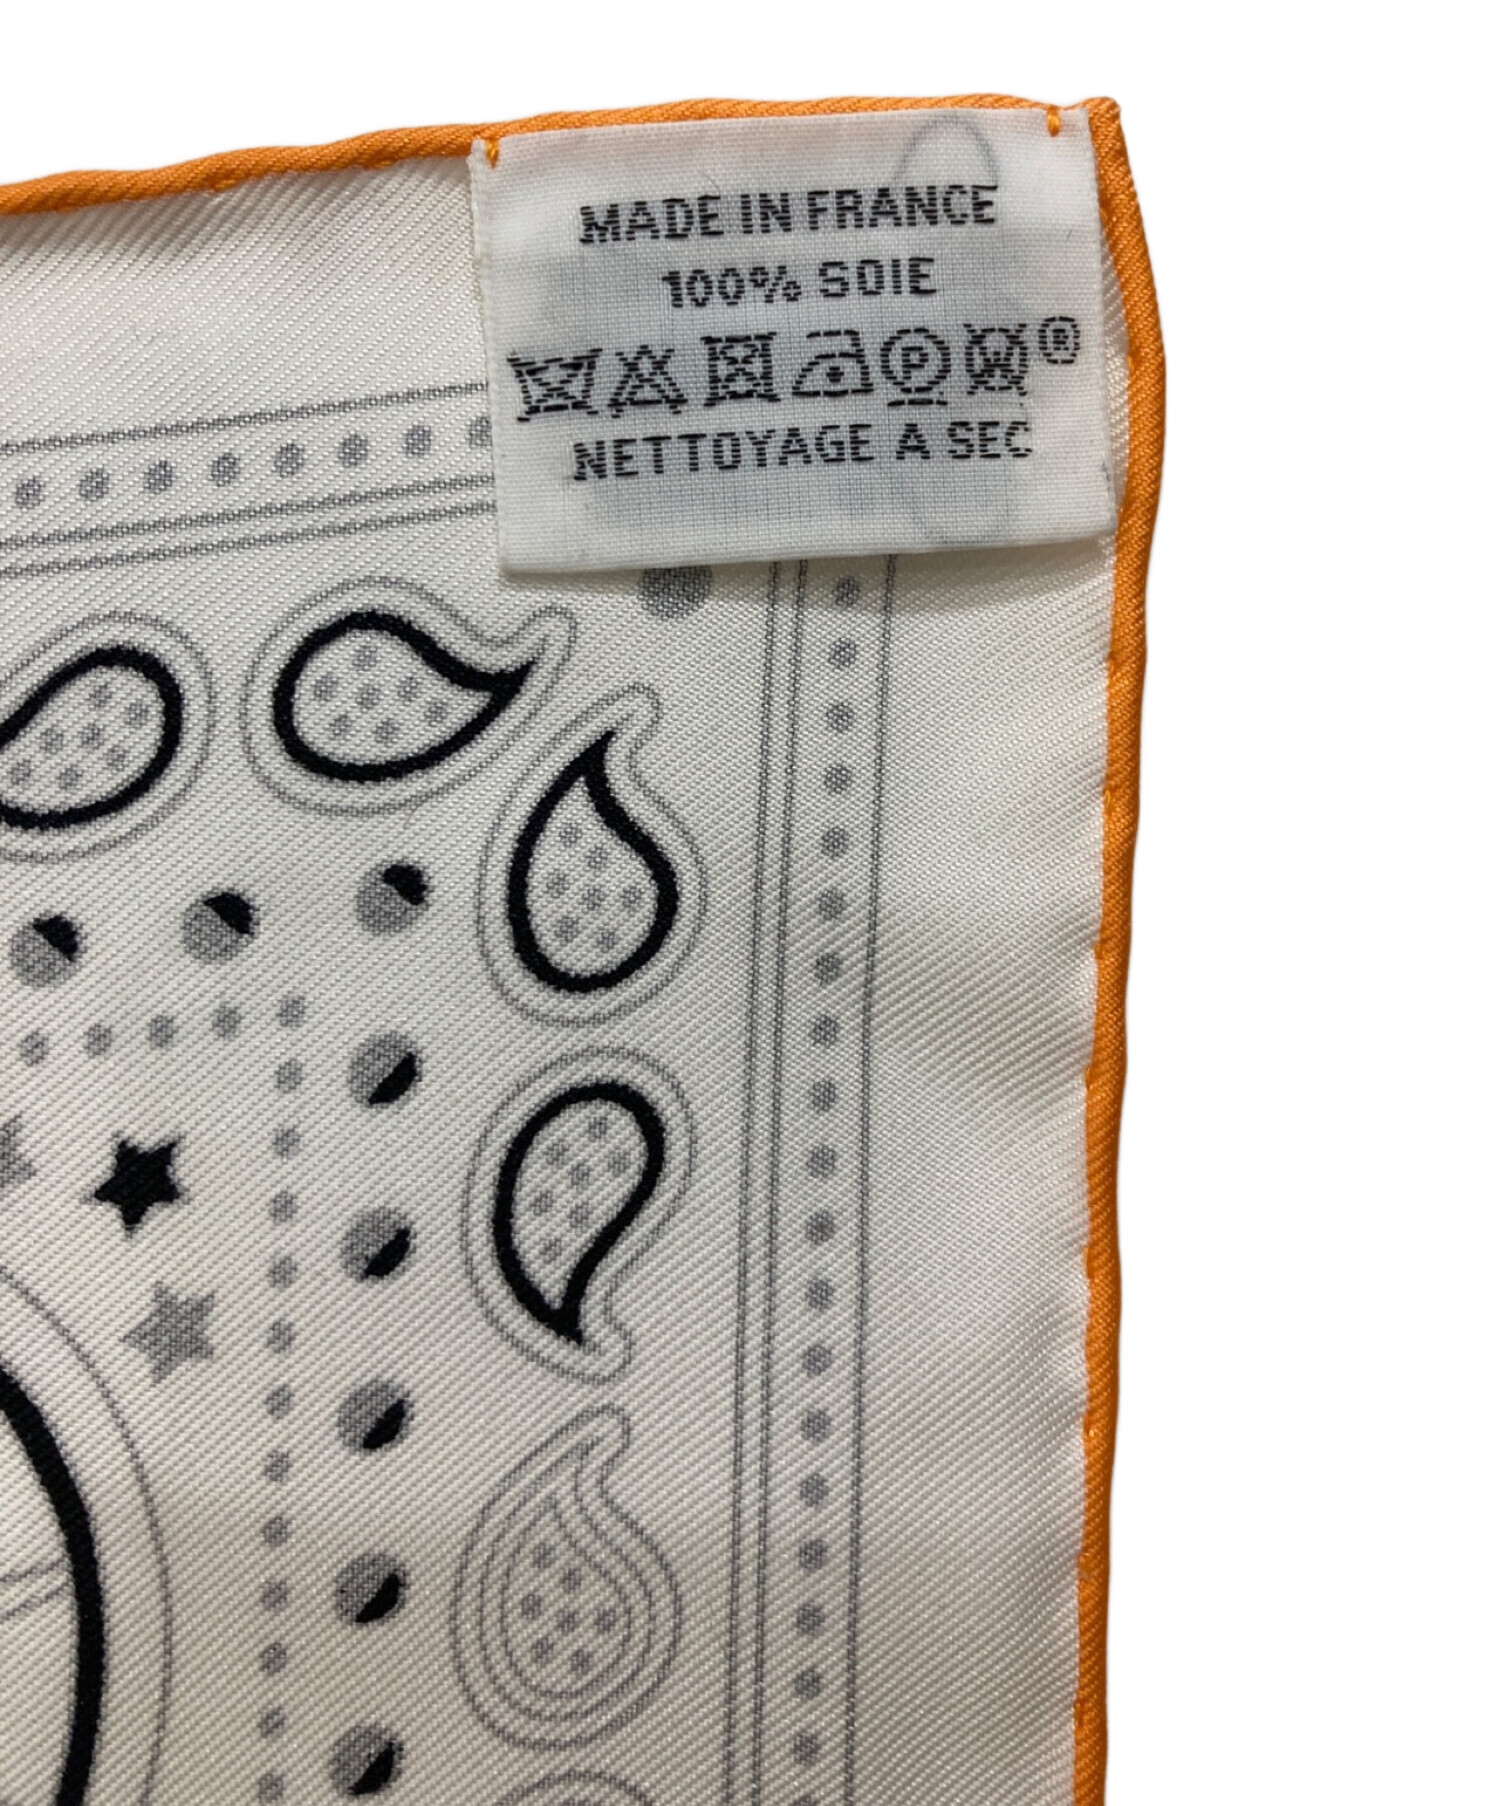 MADE IN FRANCE
100% SOIE
P W ®
NETTOYAGE A SEC